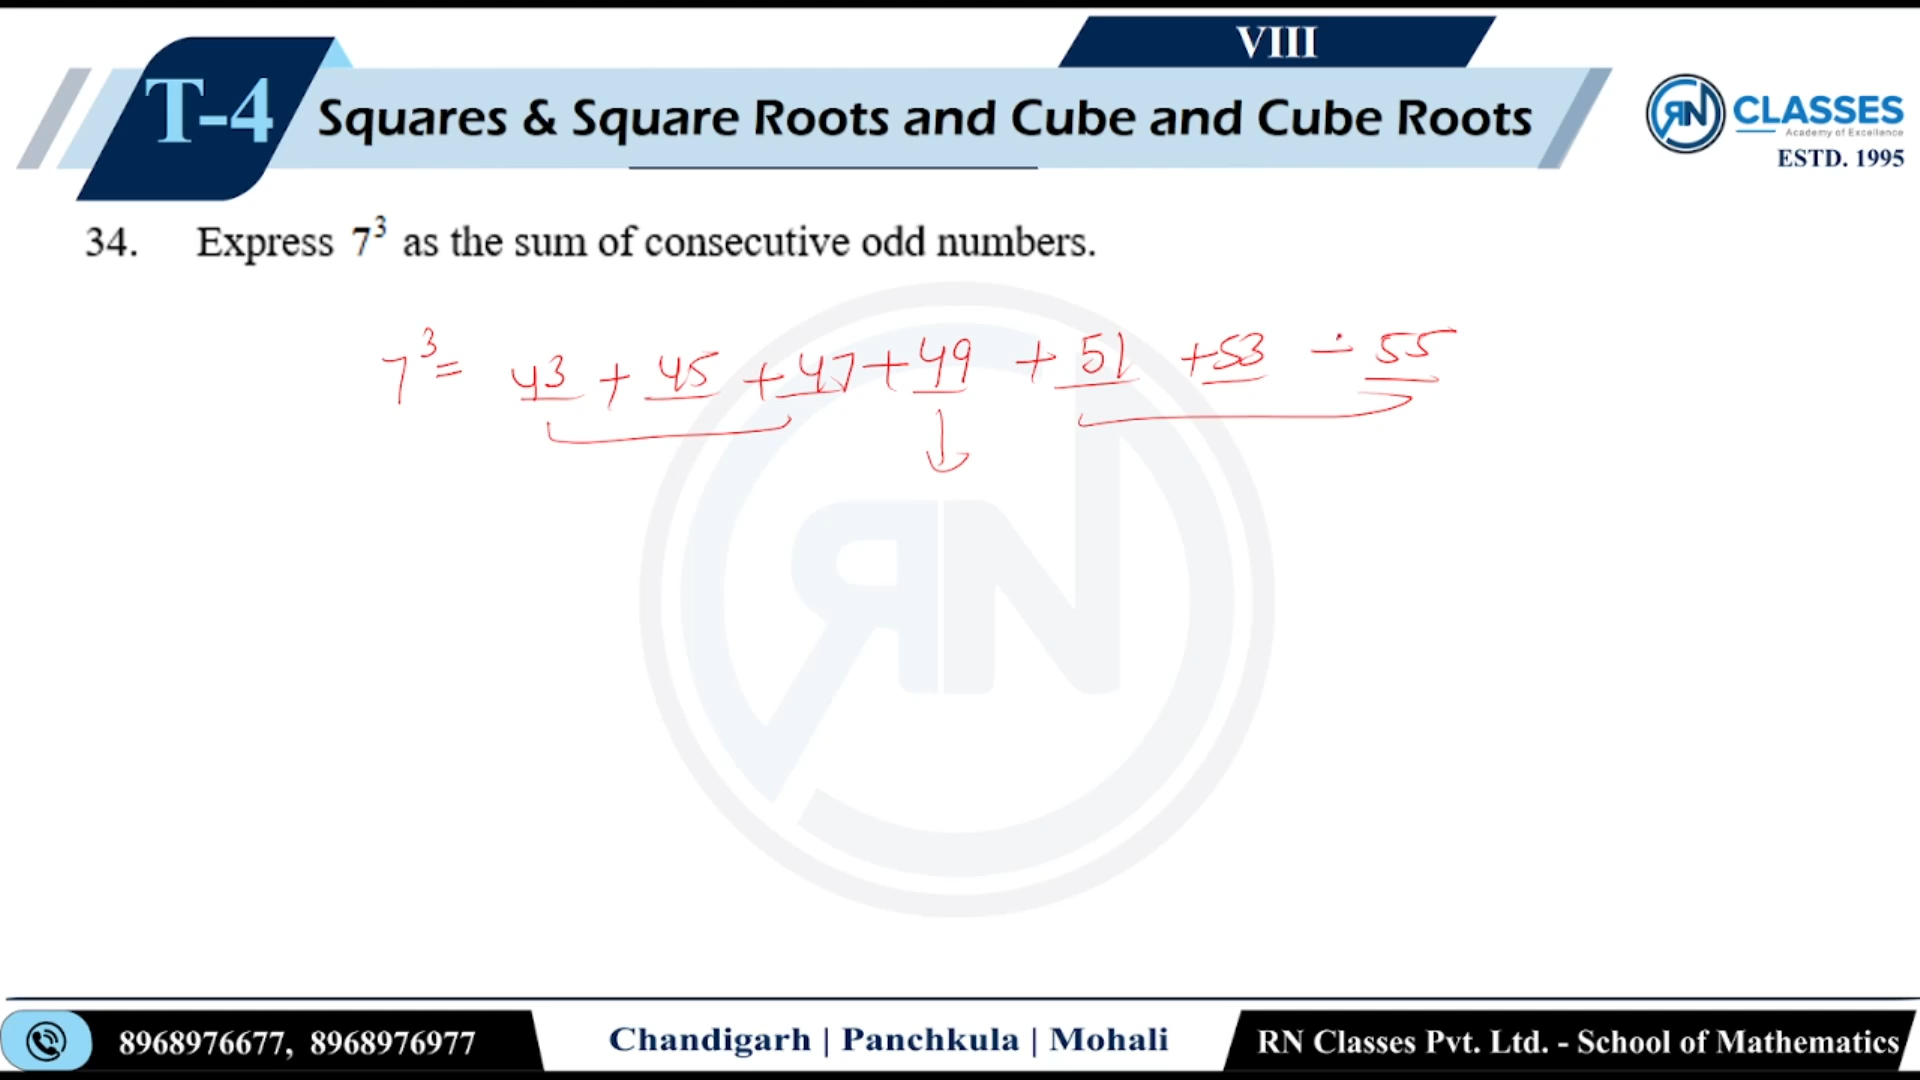 VIII
T-4 Squares & Square Roots and Cube and Cube Roots
RN CLASSES
Academy of Excellence
ESTD. 1995
34. Express 7³ as the sum of consecutive odd numbers.
7³ = 43 + 45 + 47 + 49 + 51 + 53 ÷ 55
RN
8968976677, 8968976977 Chandigarh | Panchkula | Mohali RN Classes Pvt. Ltd. - School of Mathematics